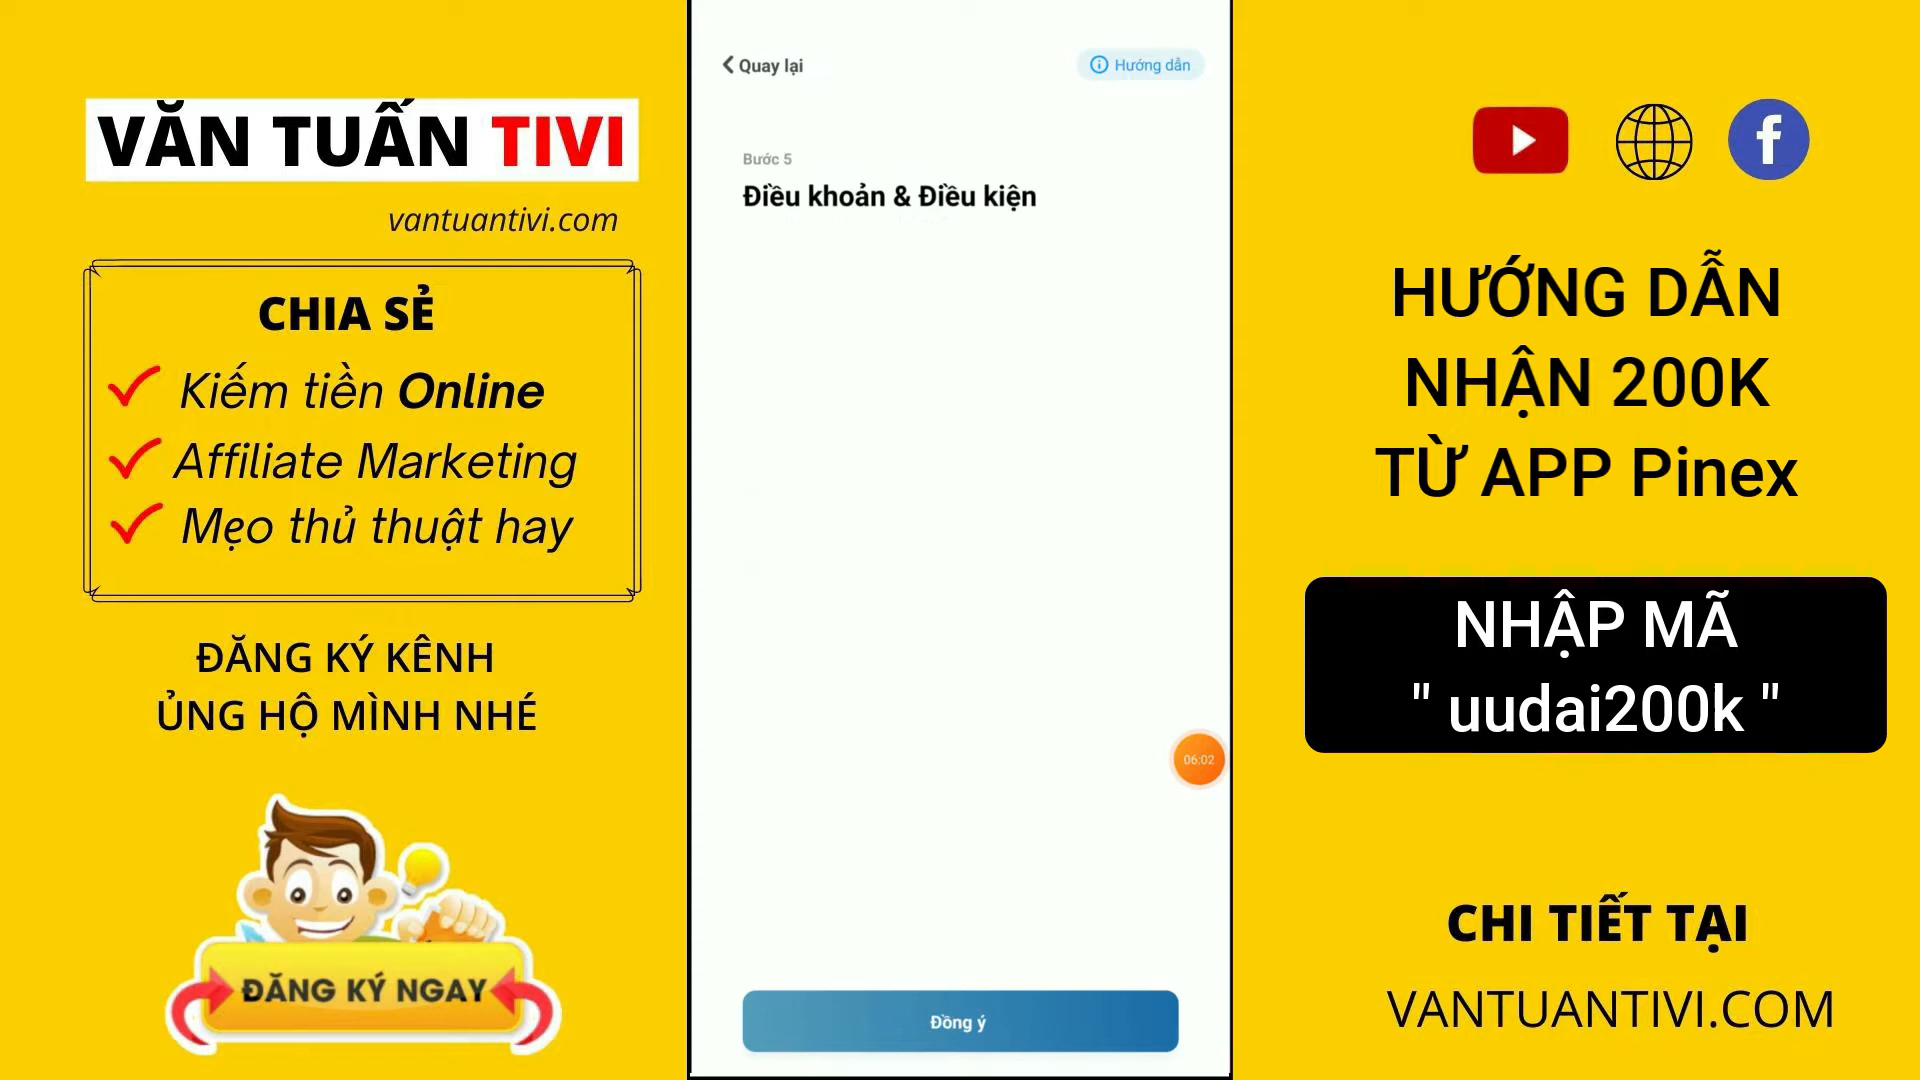 VĂN TUẤN TIVI
vantuantivi.com
CHIA SẺ
Kiếm tiền Online
Affiliate Marketing
Mẹo thủ thuật hay
ĐĂNG KÝ KÊNH
ỦNG HỘ MÌNH NHÉ
ĐĂNG KÝ NGAY
Quay lại
Hướng dẫn
Bước 5
Điều khoản & Điều kiện
06:02
Đồng ý
HƯỚNG DẪN
NHẬN 200K
TỪ APP Pinex
NHẬP MÃ
" uudai200k "
CHI TIẾT TẠI
VANTUANTIVI.COM